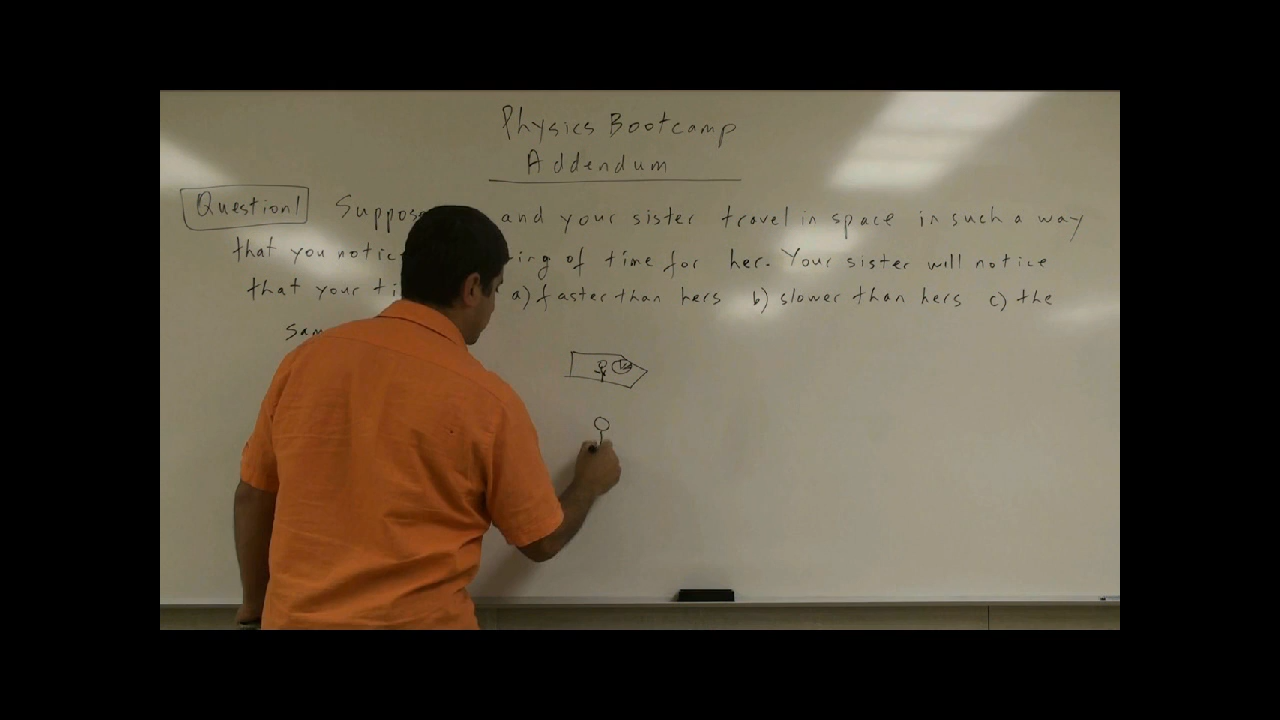 Physics Bootcamp
Addendum
Question! Suppose and your sister travel in space in such a way
that you notic ing of time for her. Your sister will notice
that your ti a) faster than hers b) slower than hers c) the
sam